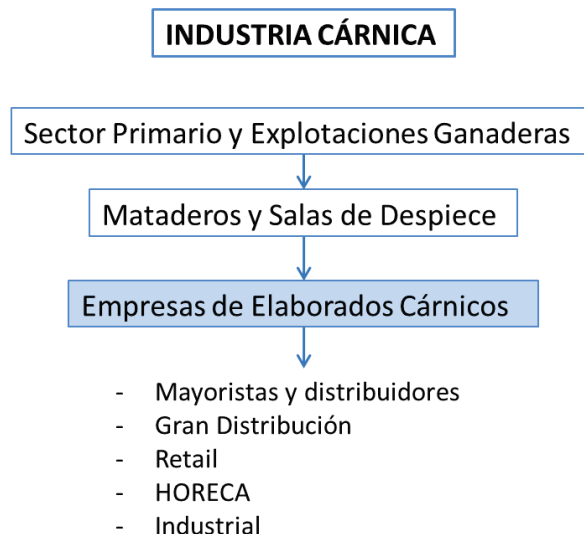 INDUSTRIA CÁRNICA
Sector Primario y Explotaciones Ganaderas
Mataderos y Salas de Despiece
Empresas de Elaborados Cárnicos
- Mayoristas y distribuidores
- Gran Distribución
- Retail
- HORECA
- Industrial